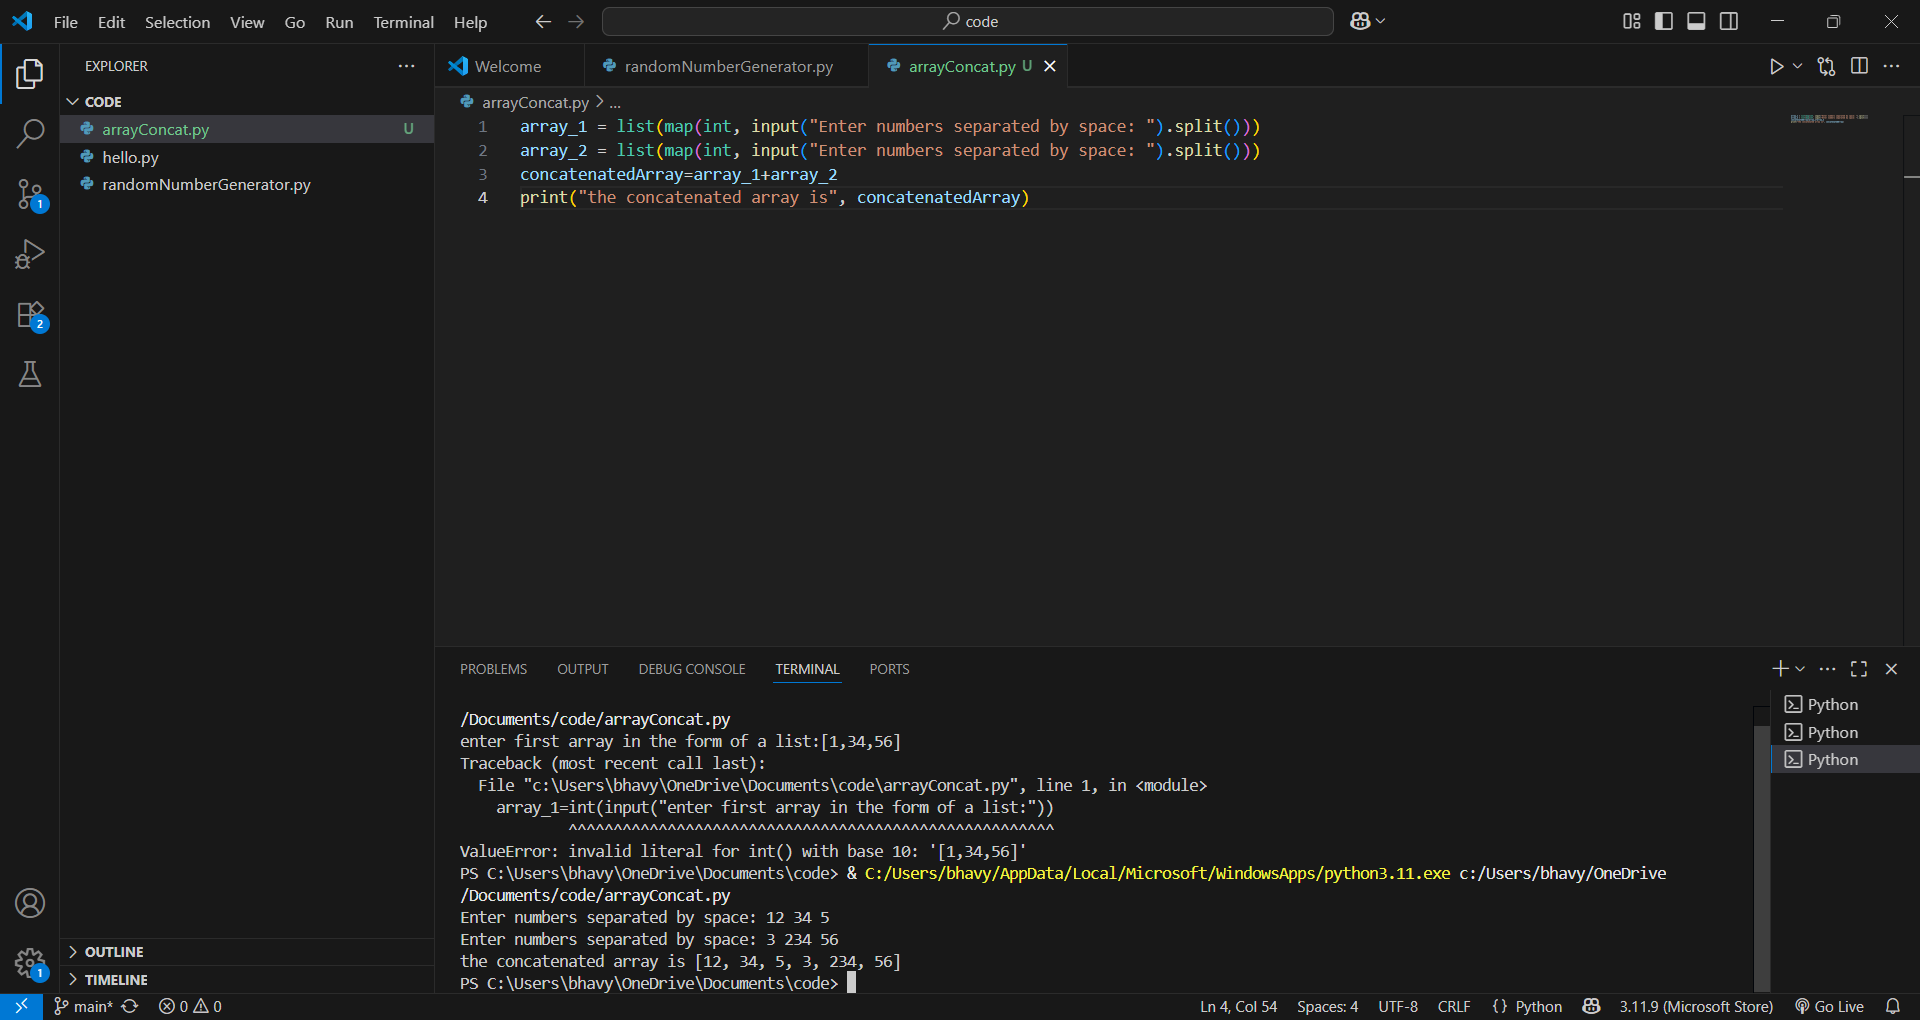 File Edit Selection View Go Run Terminal Help
code
EXPLORER
CODE
arrayConcat.py U
hello.py
randomNumberGenerator.py
1
2
1
OUTLINE
TIMELINE
Welcome
randomNumberGenerator.py
arrayConcat.py U
arrayConcat.py > ...
1 array_1 = list(map(int, input("Enter numbers separated by space: ").split()))
2 array_2 = list(map(int, input("Enter numbers separated by space: ").split()))
3 concatenatedArray=array_1+array_2
4 print("the concatenated array is", concatenatedArray)
PROBLEMS OUTPUT DEBUG CONSOLE TERMINAL PORTS
/Documents/code/arrayConcat.py
enter first array in the form of a list:[1,34,56]
Traceback (most recent call last):
File "c:\Users\bhavy\OneDrive\Documents\code\arrayConcat.py", line 1, in <module>
array_1=int(input("enter first array in the form of a list:"))
^^^^^^^^^^^^^^^^^^^^^^^^^^^^^^^^^^^^^^^^^^^^^^^^^^^^^^
ValueError: invalid literal for int() with base 10: '[1,34,56]'
PS C:\Users\bhavy\OneDrive\Documents\code> & C:/Users/bhavy/AppData/Local/Microsoft/WindowsApps/python3.11.exe c:/Users/bhavy/OneDrive
/Documents/code/arrayConcat.py
Enter numbers separated by space: 12 34 5
Enter numbers separated by space: 3 234 56
the concatenated array is [12, 34, 5, 3, 234, 56]
PS C:\Users\bhavy\OneDrive\Documents\code>
Python
Python
Python
main* 0 0
Ln 4, Col 54 Spaces: 4 UTF-8 CRLF {} Python 3.11.9 (Microsoft Store) Go Live